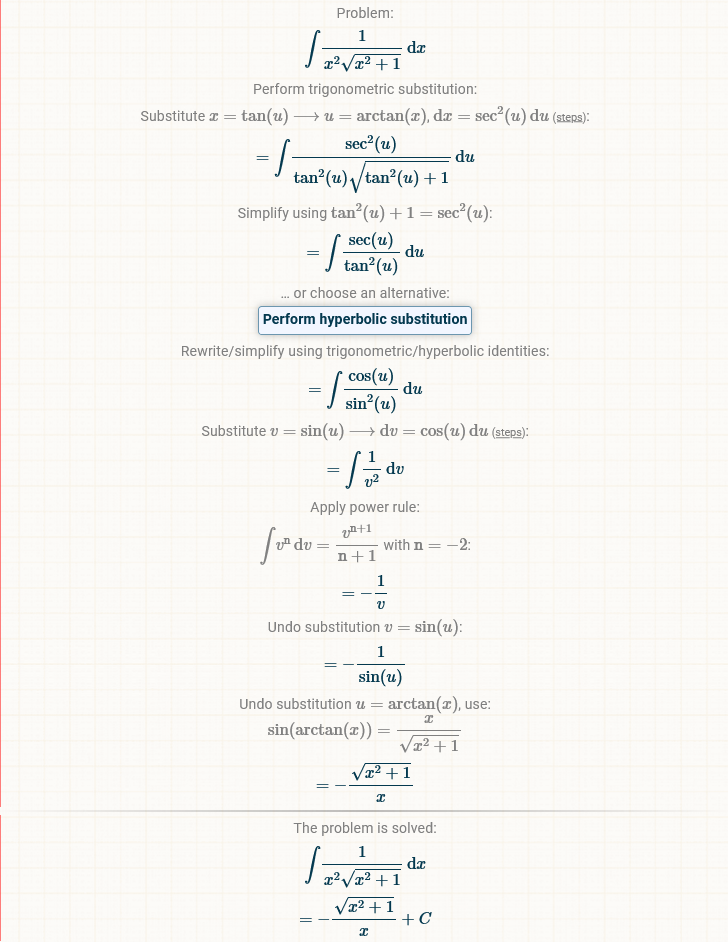 Problem:
∫ 1/(x²√(x² + 1)) dx
Perform trigonometric substitution:
Substitute x = tan(u) ⟶ u = arctan(x), dx = sec²(u) du (steps):
= ∫ sec²(u)/(tan²(u)√(tan²(u) + 1)) du
Simplify using tan²(u) + 1 = sec²(u):
= ∫ sec(u)/tan²(u) du
… or choose an alternative:
Perform hyperbolic substitution
Rewrite/simplify using trigonometric/hyperbolic identities:
= ∫ cos(u)/sin²(u) du
Substitute v = sin(u) ⟶ dv = cos(u) du (steps):
= ∫ 1/v² dv
Apply power rule:
∫ vⁿ dv = vⁿ⁺¹/(n + 1) with n = −2:
= −1/v
Undo substitution v = sin(u):
= −1/sin(u)
Undo substitution u = arctan(x), use:
sin(arctan(x)) = x/√(x² + 1)
= −√(x² + 1)/x
The problem is solved:
∫ 1/(x²√(x² + 1)) dx
= −√(x² + 1)/x + C